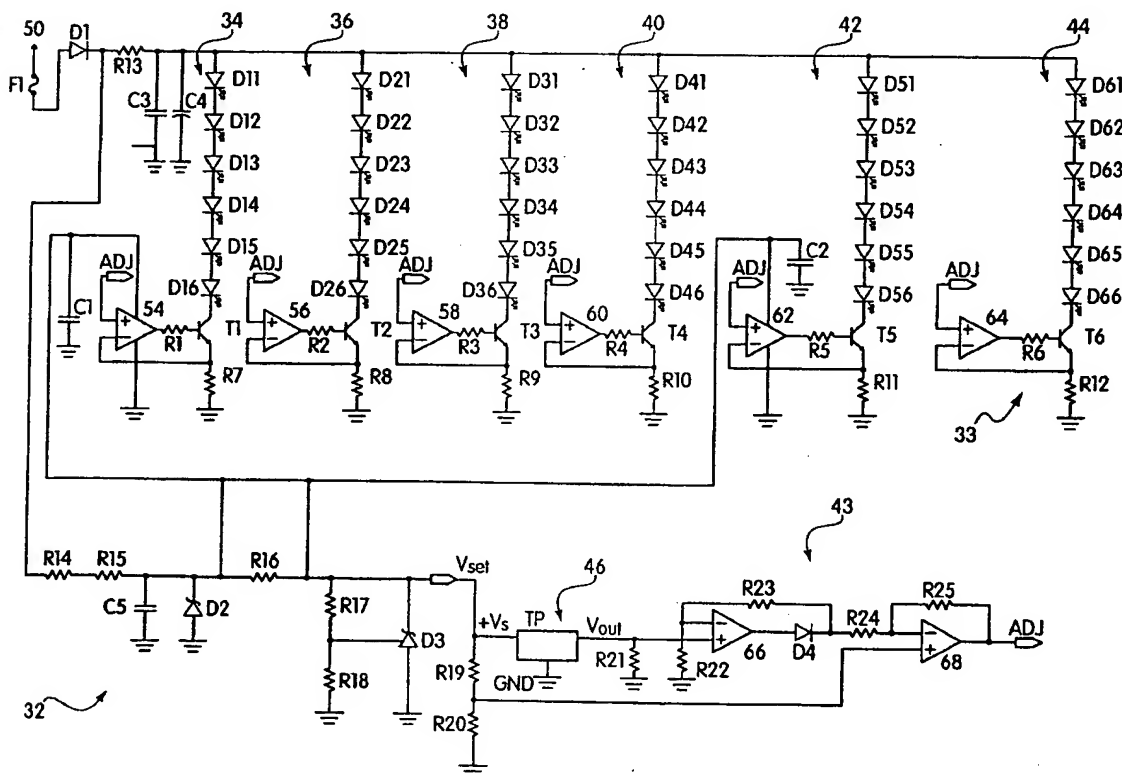 50 D1 34 36 38 40 42 44
F1 R13 C3 C4
D11 D21 D31 D41 D51 D61
D12 D22 D32 D42 D52 D62
D13 D23 D33 D43 D53 D63
D14 D24 D34 D44 D54 D64
D15 D25 D35 D45 D55 D65
D16 D26 D36 D46 D56 D66
ADJ ADJ ADJ ADJ ADJ ADJ
C1 C2
+ 54 + 56 + 58 + 60 + 62 + 64
- - - - - -
R1 T1 R2 T2 R3 T3 R4 T4 R5 T5 R6 T6
R7 R8 R9 R10 R11 R12
33
43
R14 R15 R16 Vset 46 R23 R25
C5 D2 R17 D3 +Vs TP Vout R24 ADJ
- + 66 D4 - + 68
R18 R19 GND R21 R22
32 R20